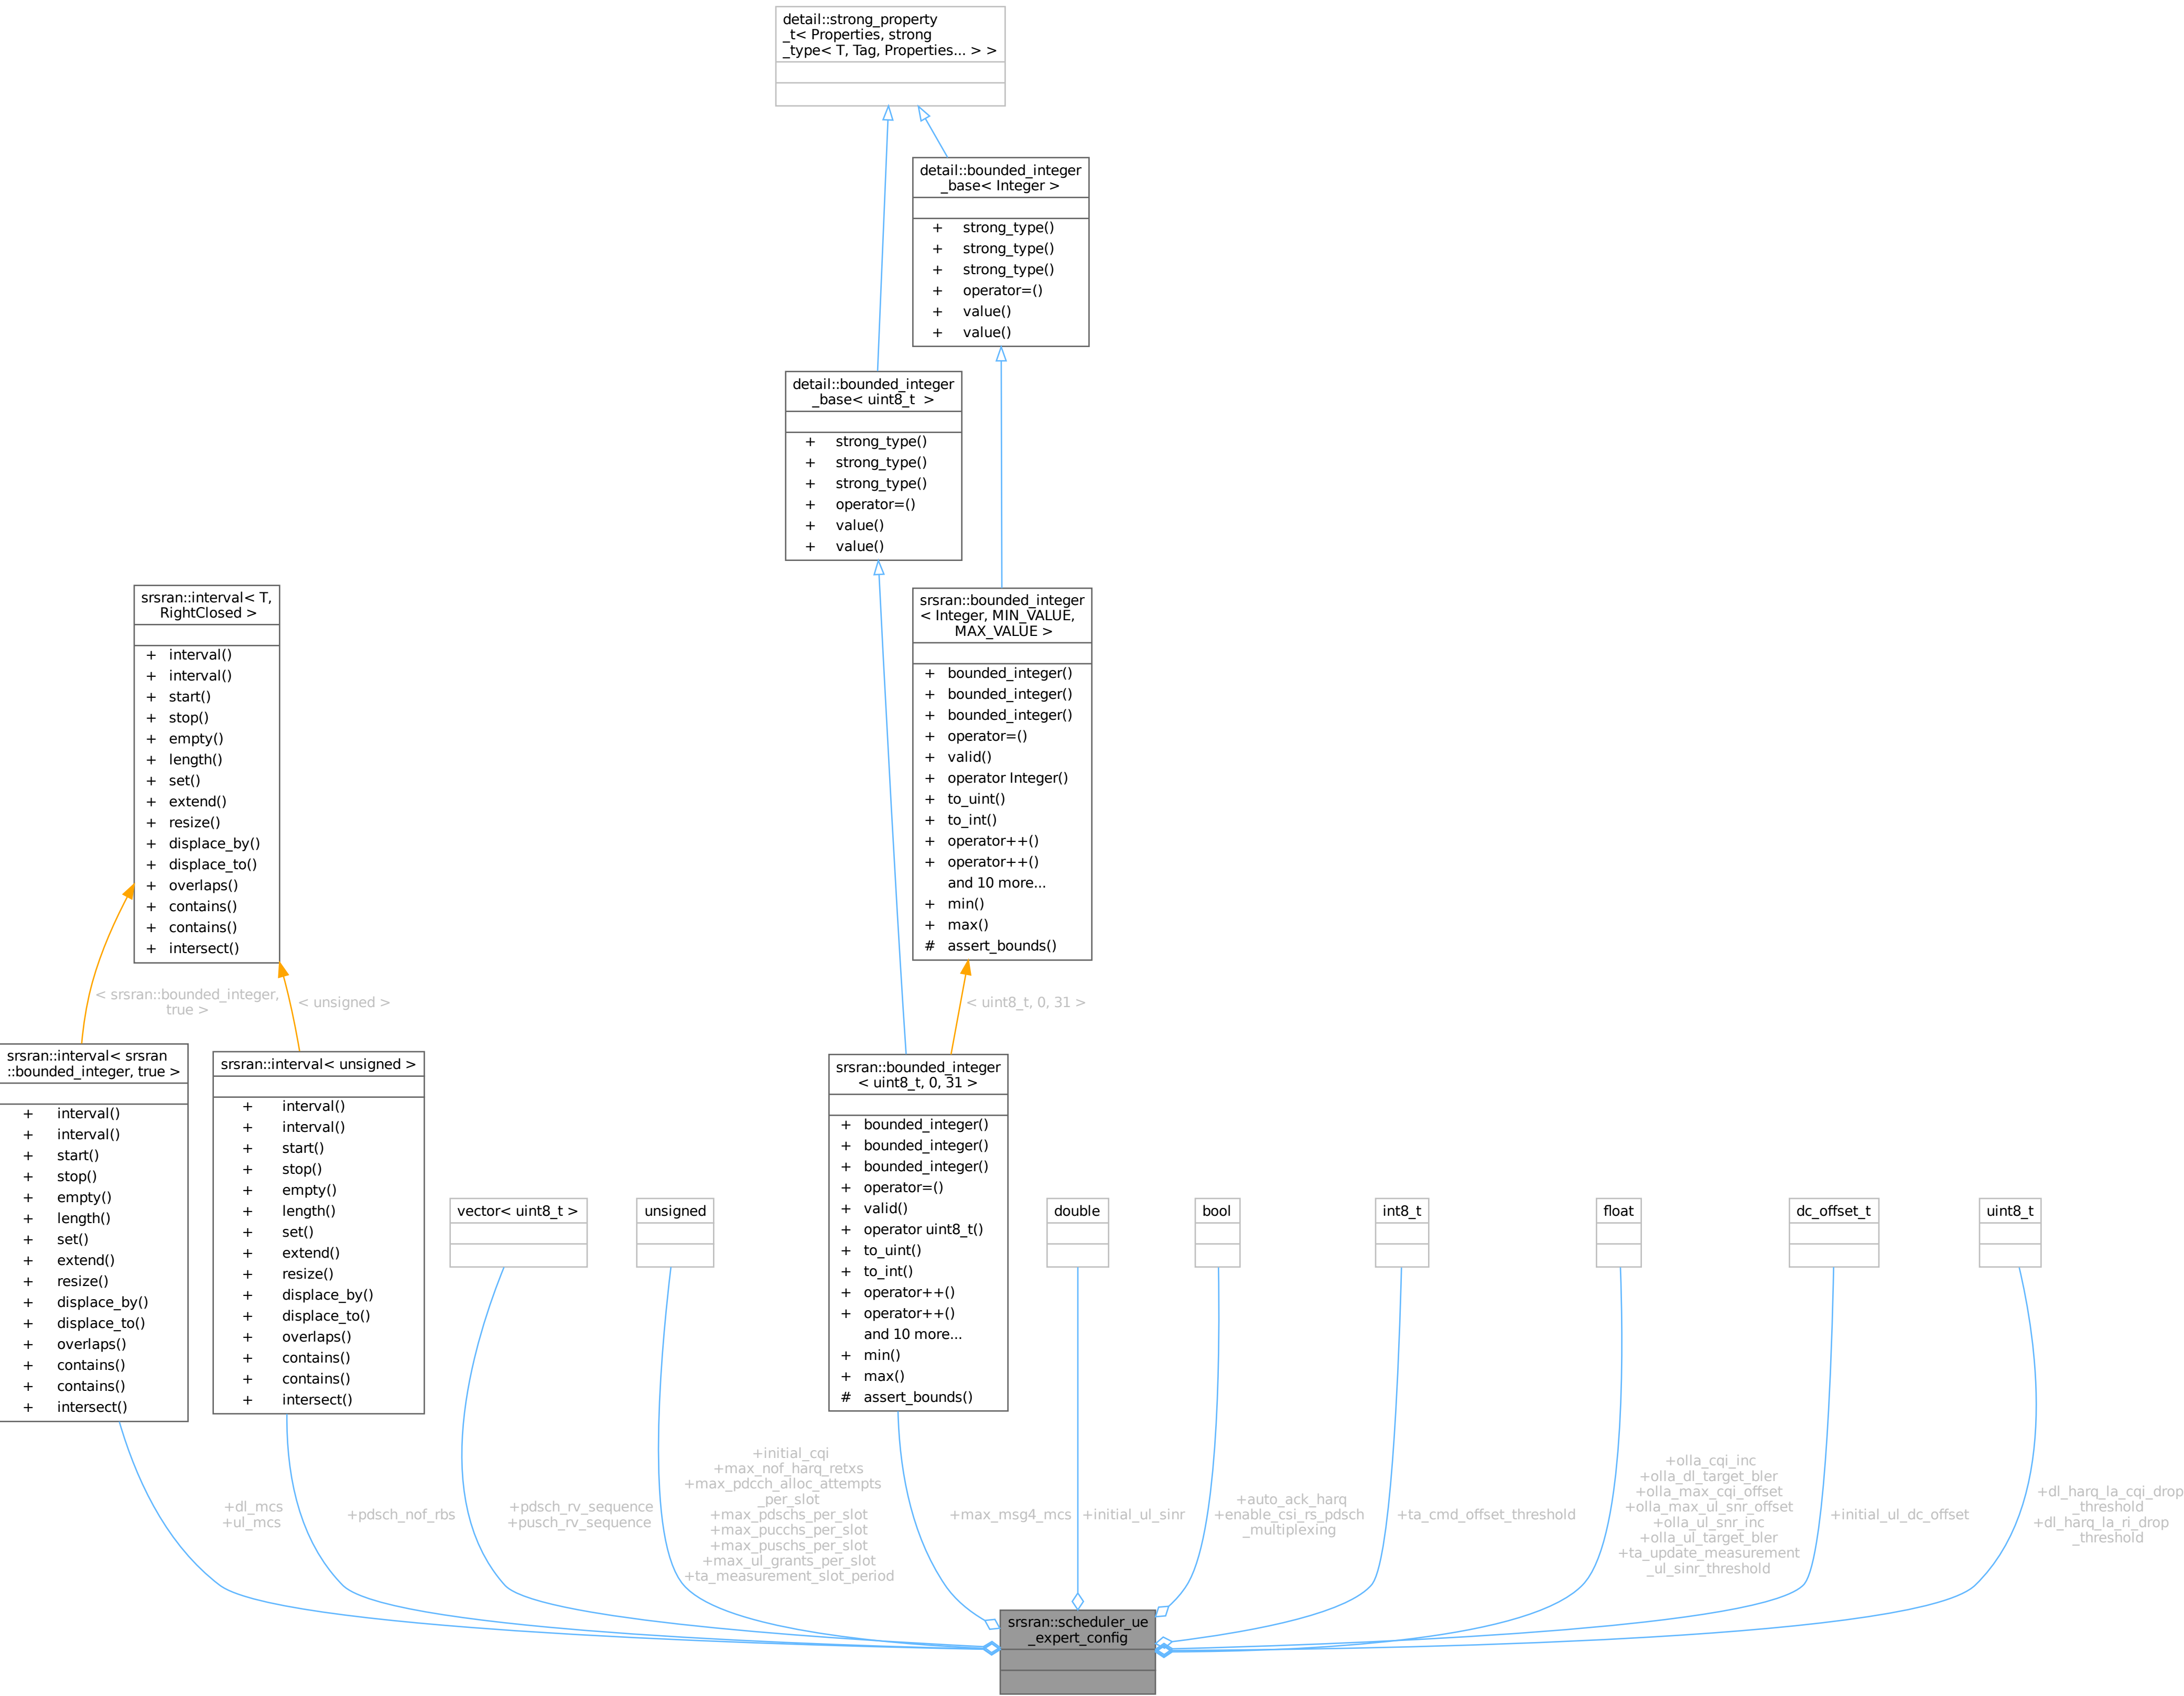 detail::strong_property
_t< Properties, strong
_type< T, Tag, Properties... > >
detail::bounded_integer
_base< Integer >
+ strong_type()
+ strong_type()
+ strong_type()
+ operator=()
+ value()
+ value()
detail::bounded_integer
_base< uint8_t >
+ strong_type()
+ strong_type()
+ strong_type()
+ operator=()
+ value()
+ value()
srsran::interval< T,
RightClosed >
+ interval()
+ interval()
+ start()
+ stop()
+ empty()
+ length()
+ set()
+ extend()
+ resize()
+ displace_by()
+ displace_to()
+ overlaps()
+ contains()
+ contains()
+ intersect()
srsran::bounded_integer
< Integer, MIN_VALUE,
MAX_VALUE >
+ bounded_integer()
+ bounded_integer()
+ bounded_integer()
+ operator=()
+ valid()
+ operator Integer()
+ to_uint()
+ to_int()
+ operator++()
+ operator++()
and 10 more...
+ min()
+ max()
# assert_bounds()
< srsran::bounded_integer,
true >
< unsigned >
< uint8_t, 0, 31 >
srsran::interval< srsran
::bounded_integer, true >
+ interval()
+ interval()
+ start()
+ stop()
+ empty()
+ length()
+ set()
+ extend()
+ resize()
+ displace_by()
+ displace_to()
+ overlaps()
+ contains()
+ contains()
+ intersect()
srsran::interval< unsigned >
+ interval()
+ interval()
+ start()
+ stop()
+ empty()
+ length()
+ set()
+ extend()
+ resize()
+ displace_by()
+ displace_to()
+ overlaps()
+ contains()
+ contains()
+ intersect()
vector< uint8_t >
unsigned
srsran::bounded_integer
< uint8_t, 0, 31 >
+ bounded_integer()
+ bounded_integer()
+ bounded_integer()
+ operator=()
+ valid()
+ operator uint8_t()
+ to_uint()
+ to_int()
+ operator++()
+ operator++()
and 10 more...
+ min()
+ max()
# assert_bounds()
double
bool
int8_t
float
dc_offset_t
uint8_t
+dl_mcs
+ul_mcs
+pdsch_nof_rbs
+pdsch_rv_sequence
+pusch_rv_sequence
+initial_cqi
+max_nof_harq_retxs
+max_pdcch_alloc_attempts
_per_slot
+max_pdschs_per_slot
+max_pucchs_per_slot
+max_puschs_per_slot
+max_ul_grants_per_slot
+ta_measurement_slot_period
+max_msg4_mcs
+initial_ul_sinr
+auto_ack_harq
+enable_csi_rs_pdsch
_multiplexing
+ta_cmd_offset_threshold
+olla_cqi_inc
+olla_dl_target_bler
+olla_max_cqi_offset
+olla_max_ul_snr_offset
+olla_ul_snr_inc
+olla_ul_target_bler
+ta_update_measurement
_ul_sinr_threshold
+initial_ul_dc_offset
+dl_harq_la_cqi_drop
_threshold
+dl_harq_la_ri_drop
_threshold
srsran::scheduler_ue
_expert_config